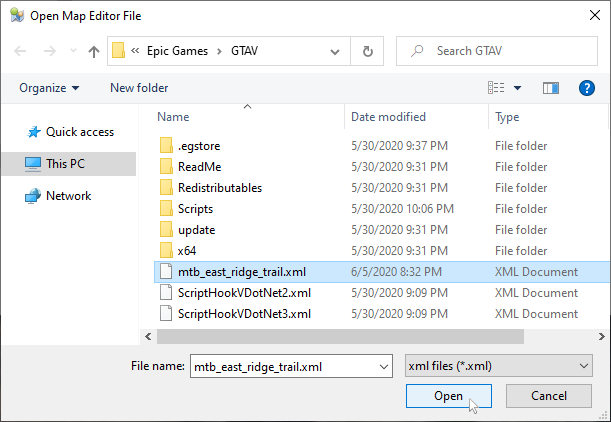 Open Map Editor File
« Epic Games > GTAV
Search GTAV
Organize
New folder
?
Name
Date modified
Type
Quick access
This PC
Network
.egstore 5/30/2020 9:37 PM File folder
ReadMe 5/30/2020 9:31 PM File folder
Redistributables 5/30/2020 9:31 PM File folder
Scripts 5/30/2020 10:06 PM File folder
update 5/30/2020 9:31 PM File folder
x64 5/30/2020 9:31 PM File folder
mtb_east_ridge_trail.xml 6/5/2020 8:32 PM XML Document
ScriptHookVDotNet2.xml 5/30/2020 9:09 PM XML Document
ScriptHookVDotNet3.xml 5/30/2020 9:09 PM XML Document
File name: mtb_east_ridge_trail.xml xml files (*.xml)
Open Cancel